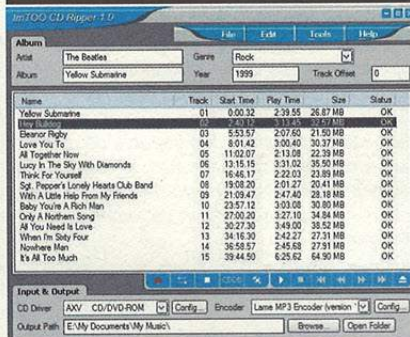 ImTOO CD Ripper 1.0
File Edit Tools Help
Album
Artist The Beatles Genre Rock
Album Yellow Submarine Year 1999 Track Offset 0
Name Track Start Time Play Time Size Status
Yellow Submarine 01 0:00.32 2:39.55 26.87 MB OK
Hey Bulldog 02 2:40.12 3:13.45 32.57 MB OK
Eleanor Rigby 03 5:53.57 2:07.60 21.50 MB OK
Love You To 04 8:01.42 3:00.40 30.37 MB OK
All Together Now 05 11:02.07 2:13.08 22.39 MB OK
Lucy In The Sky With Diamonds 06 13:15.15 3:31.02 35.50 MB OK
Think For Yourself 07 16:46.17 2:22.03 23.89 MB OK
Sgt. Pepper's Lonely Hearts Club Band 08 19:08.20 2:01.27 20.41 MB OK
With A Little Help From My Friends 09 21:09.47 2:47.40 28.18 MB OK
Baby You're A Rich Man 10 23:57.12 3:03.08 30.80 MB OK
Only A Northern Song 11 27:00.20 3:27.10 34.84 MB OK
All You Need Is Love 12 30:27.30 3:49.00 38.52 MB OK
When I'm Sixty Four 13 34:16.30 2:42.27 27.31 MB OK
Nowhere Man 14 36:58.57 2:45.68 27.91 MB OK
It's All Too Much 15 39:44.50 6:25.62 64.90 MB OK
Input & Output
CD Driver AXV CD/DVD-ROM Config... Encoder Lame MP3 Encoder (version Config...
Output Path E:\My Documents\My Music\ Browse... Open Folder